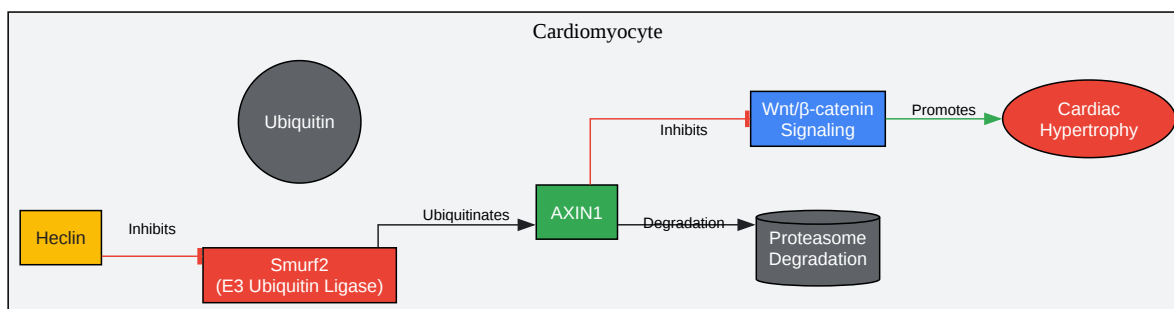 Cardiomyocyte
Ubiquitin
Wnt/β-catenin
Signaling
Promotes
Cardiac
Hypertrophy
Inhibits
Heclin
Inhibits
Smurf2
(E3 Ubiquitin Ligase)
Ubiquitinates
AXIN1
Degradation
Proteasome
Degradation